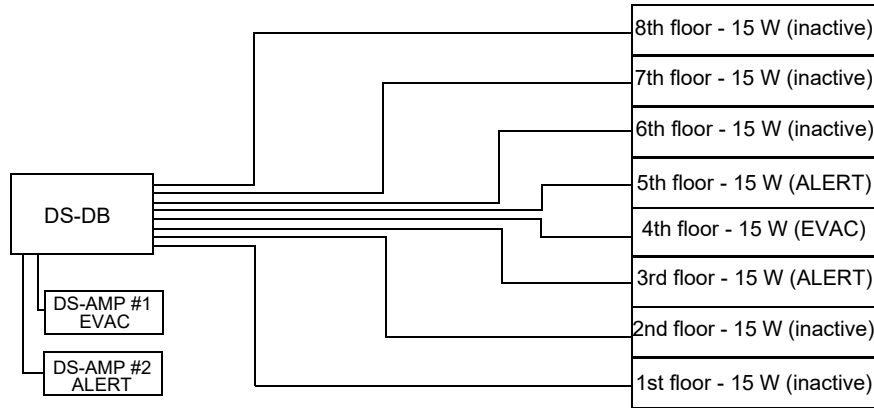 8th floor - 15 W (inactive)
7th floor - 15 W (inactive)
6th floor - 15 W (inactive)
5th floor - 15 W (ALERT)
DS-DB
4th floor - 15 W (EVAC)
3rd floor - 15 W (ALERT)
DS-AMP #1
EVAC
2nd floor - 15 W (inactive)
DS-AMP #2
ALERT
1st floor - 15 W (inactive)